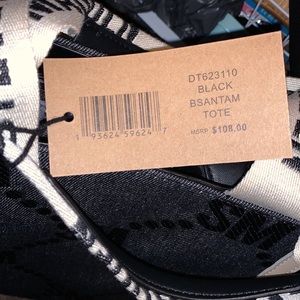 DT623110
BLACK
BSANTAM
TOTE
MSRP $108.00
1 93624 59624 7